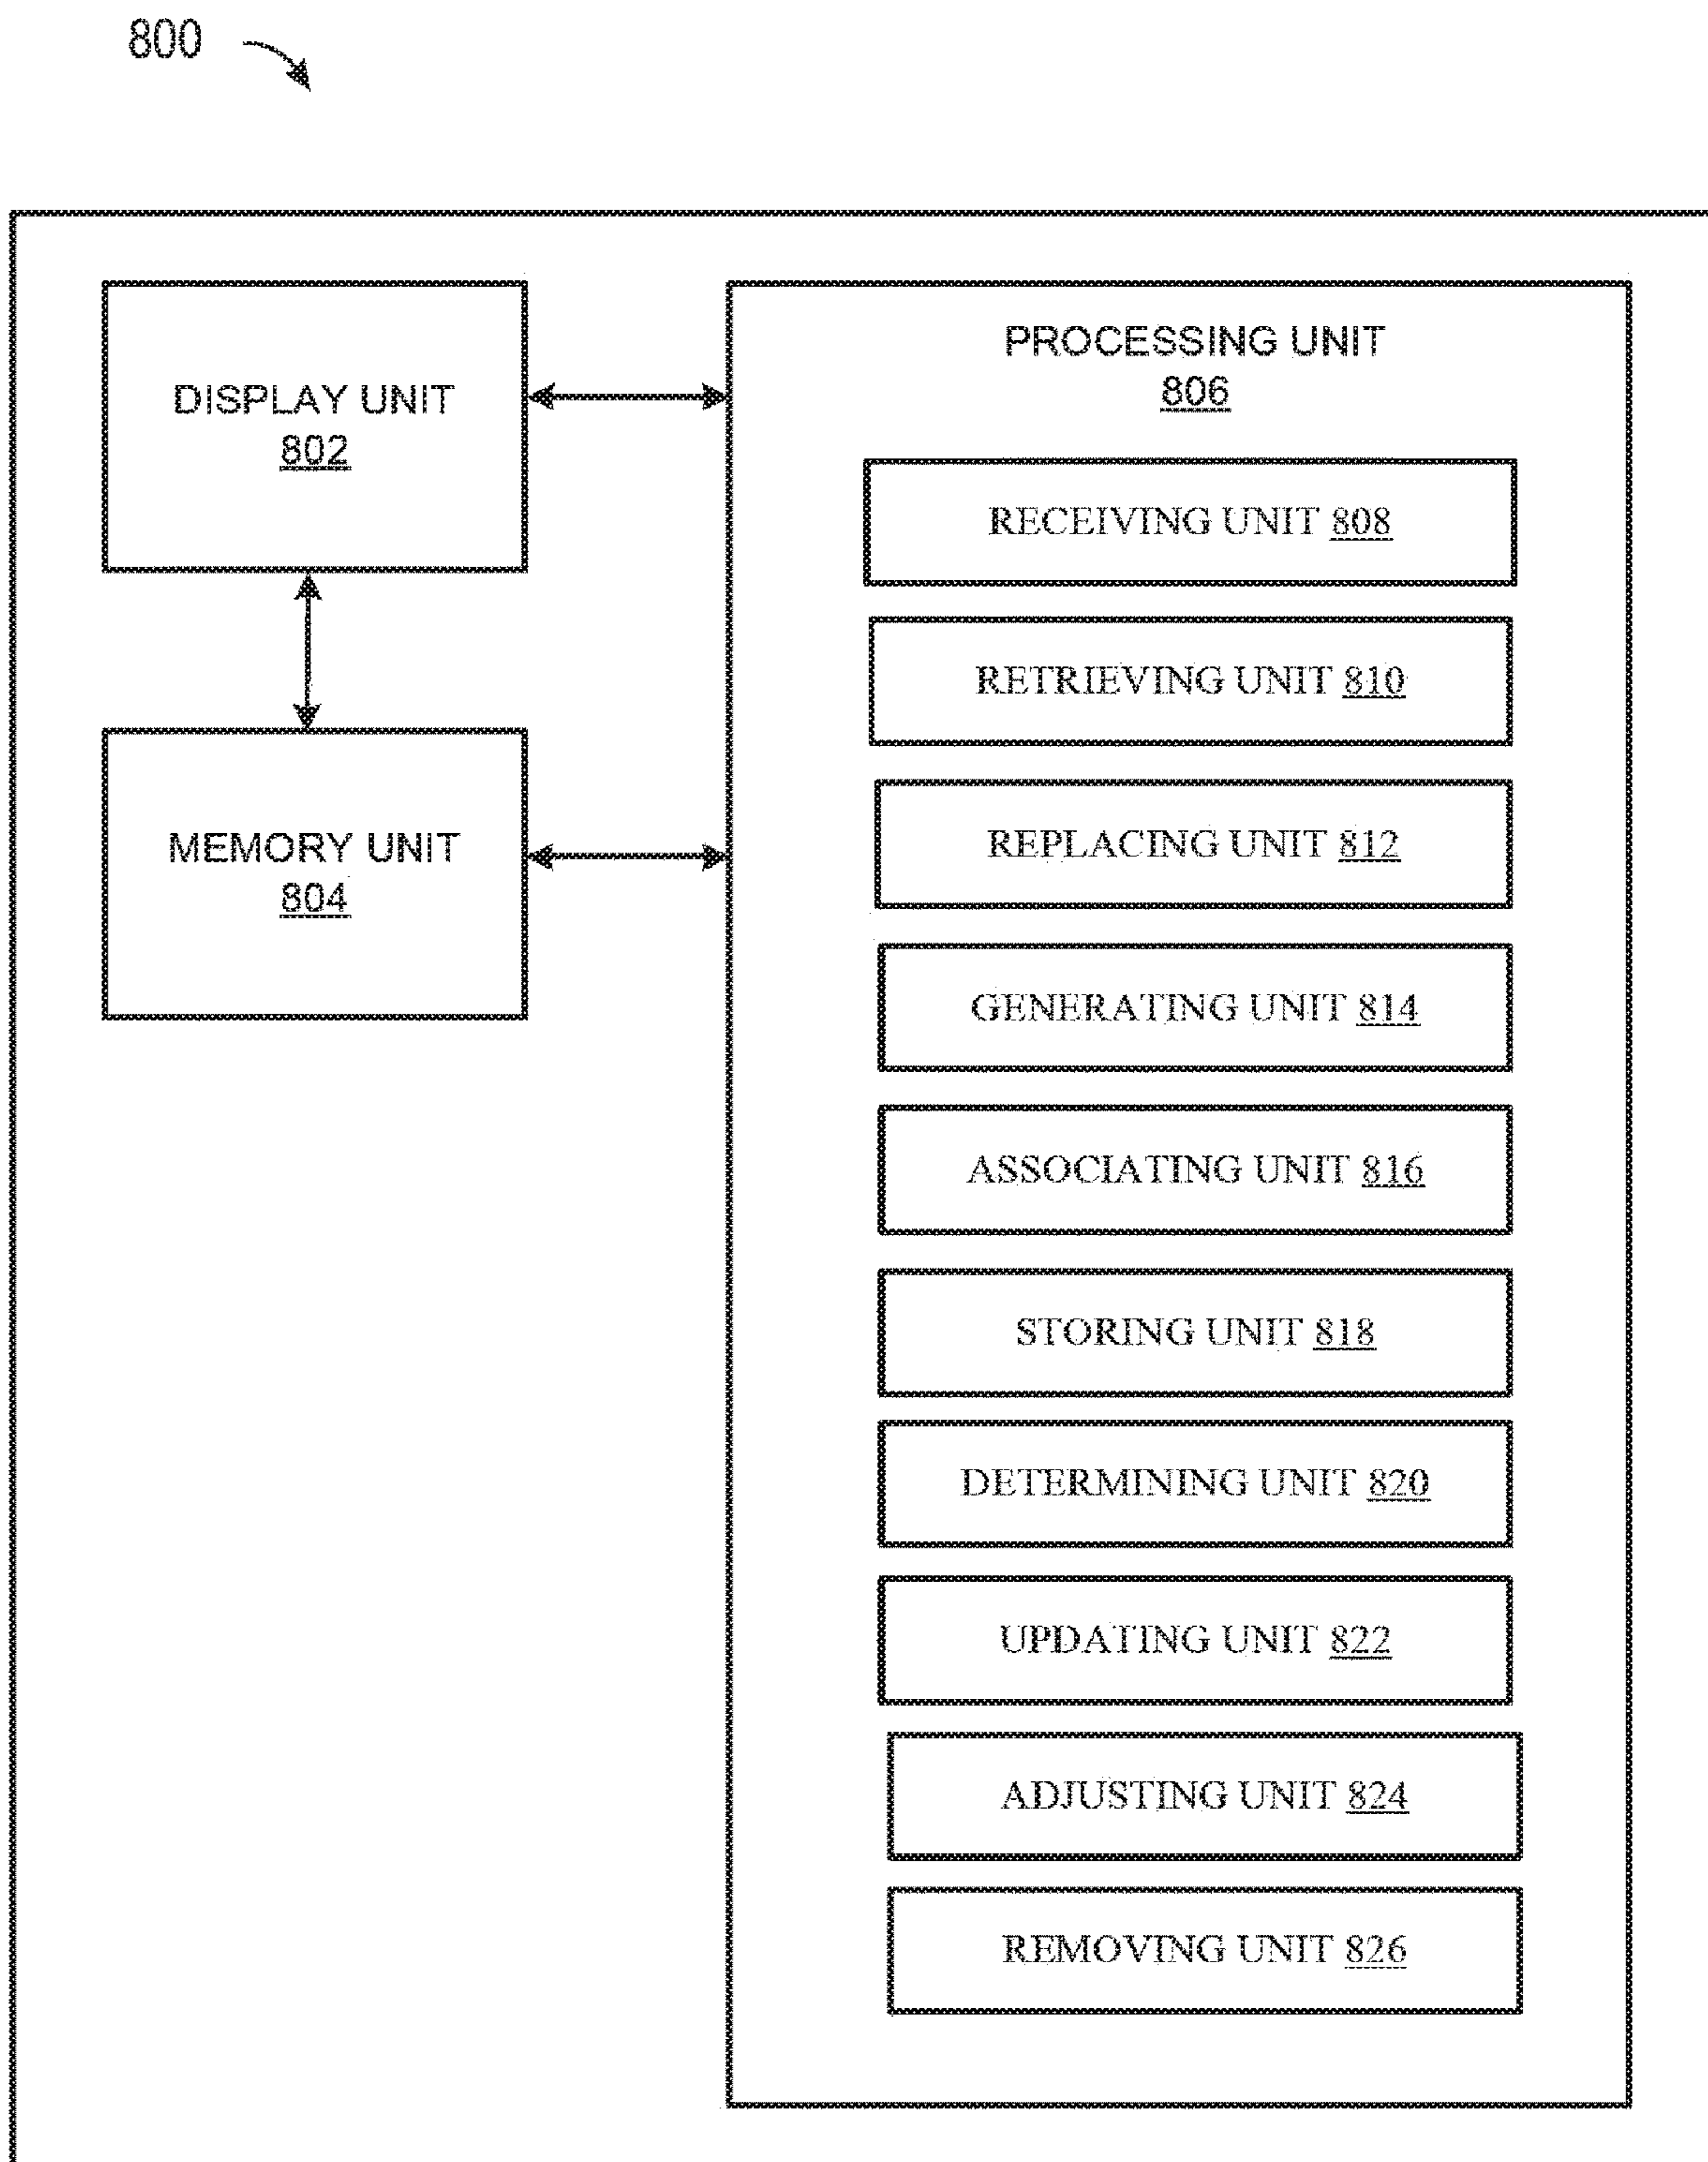 800
DISPLAY UNIT
802
MEMORY UNIT
804
PROCESSING UNIT
806
RECEIVING UNIT 808
RETRIEVING UNIT 810
REPLACING UNIT 812
GENERATING UNIT 814
ASSOCIATING UNIT 816
STORING UNIT 818
DETERMINING UNIT 820
UPDATING UNIT 822
ADJUSTING UNIT 824
REMOVING UNIT 826